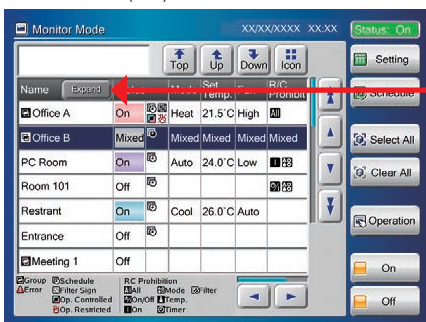 Monitor Mode XX/XX/XXXX XX:XX Status: On
Top Up Down Icon Setting
Name Expand Set Temp. R/C Prohibit Schedule
Office A On Heat 21.5°C High All
Office B Mixed Mixed Mixed Mixed Mixed Select All
PC Room On Auto 24.0°C Low
Room 101 Off Clear All
Restrant On Cool 26.0°C Auto
Entrance Off Operation
Meeting 1 Off
Group Schedule RC Prohibition On
Error Filter Sign All Mode Filter
Op. Controlled On/Off Temp.
Op. Restricted On Timer Off